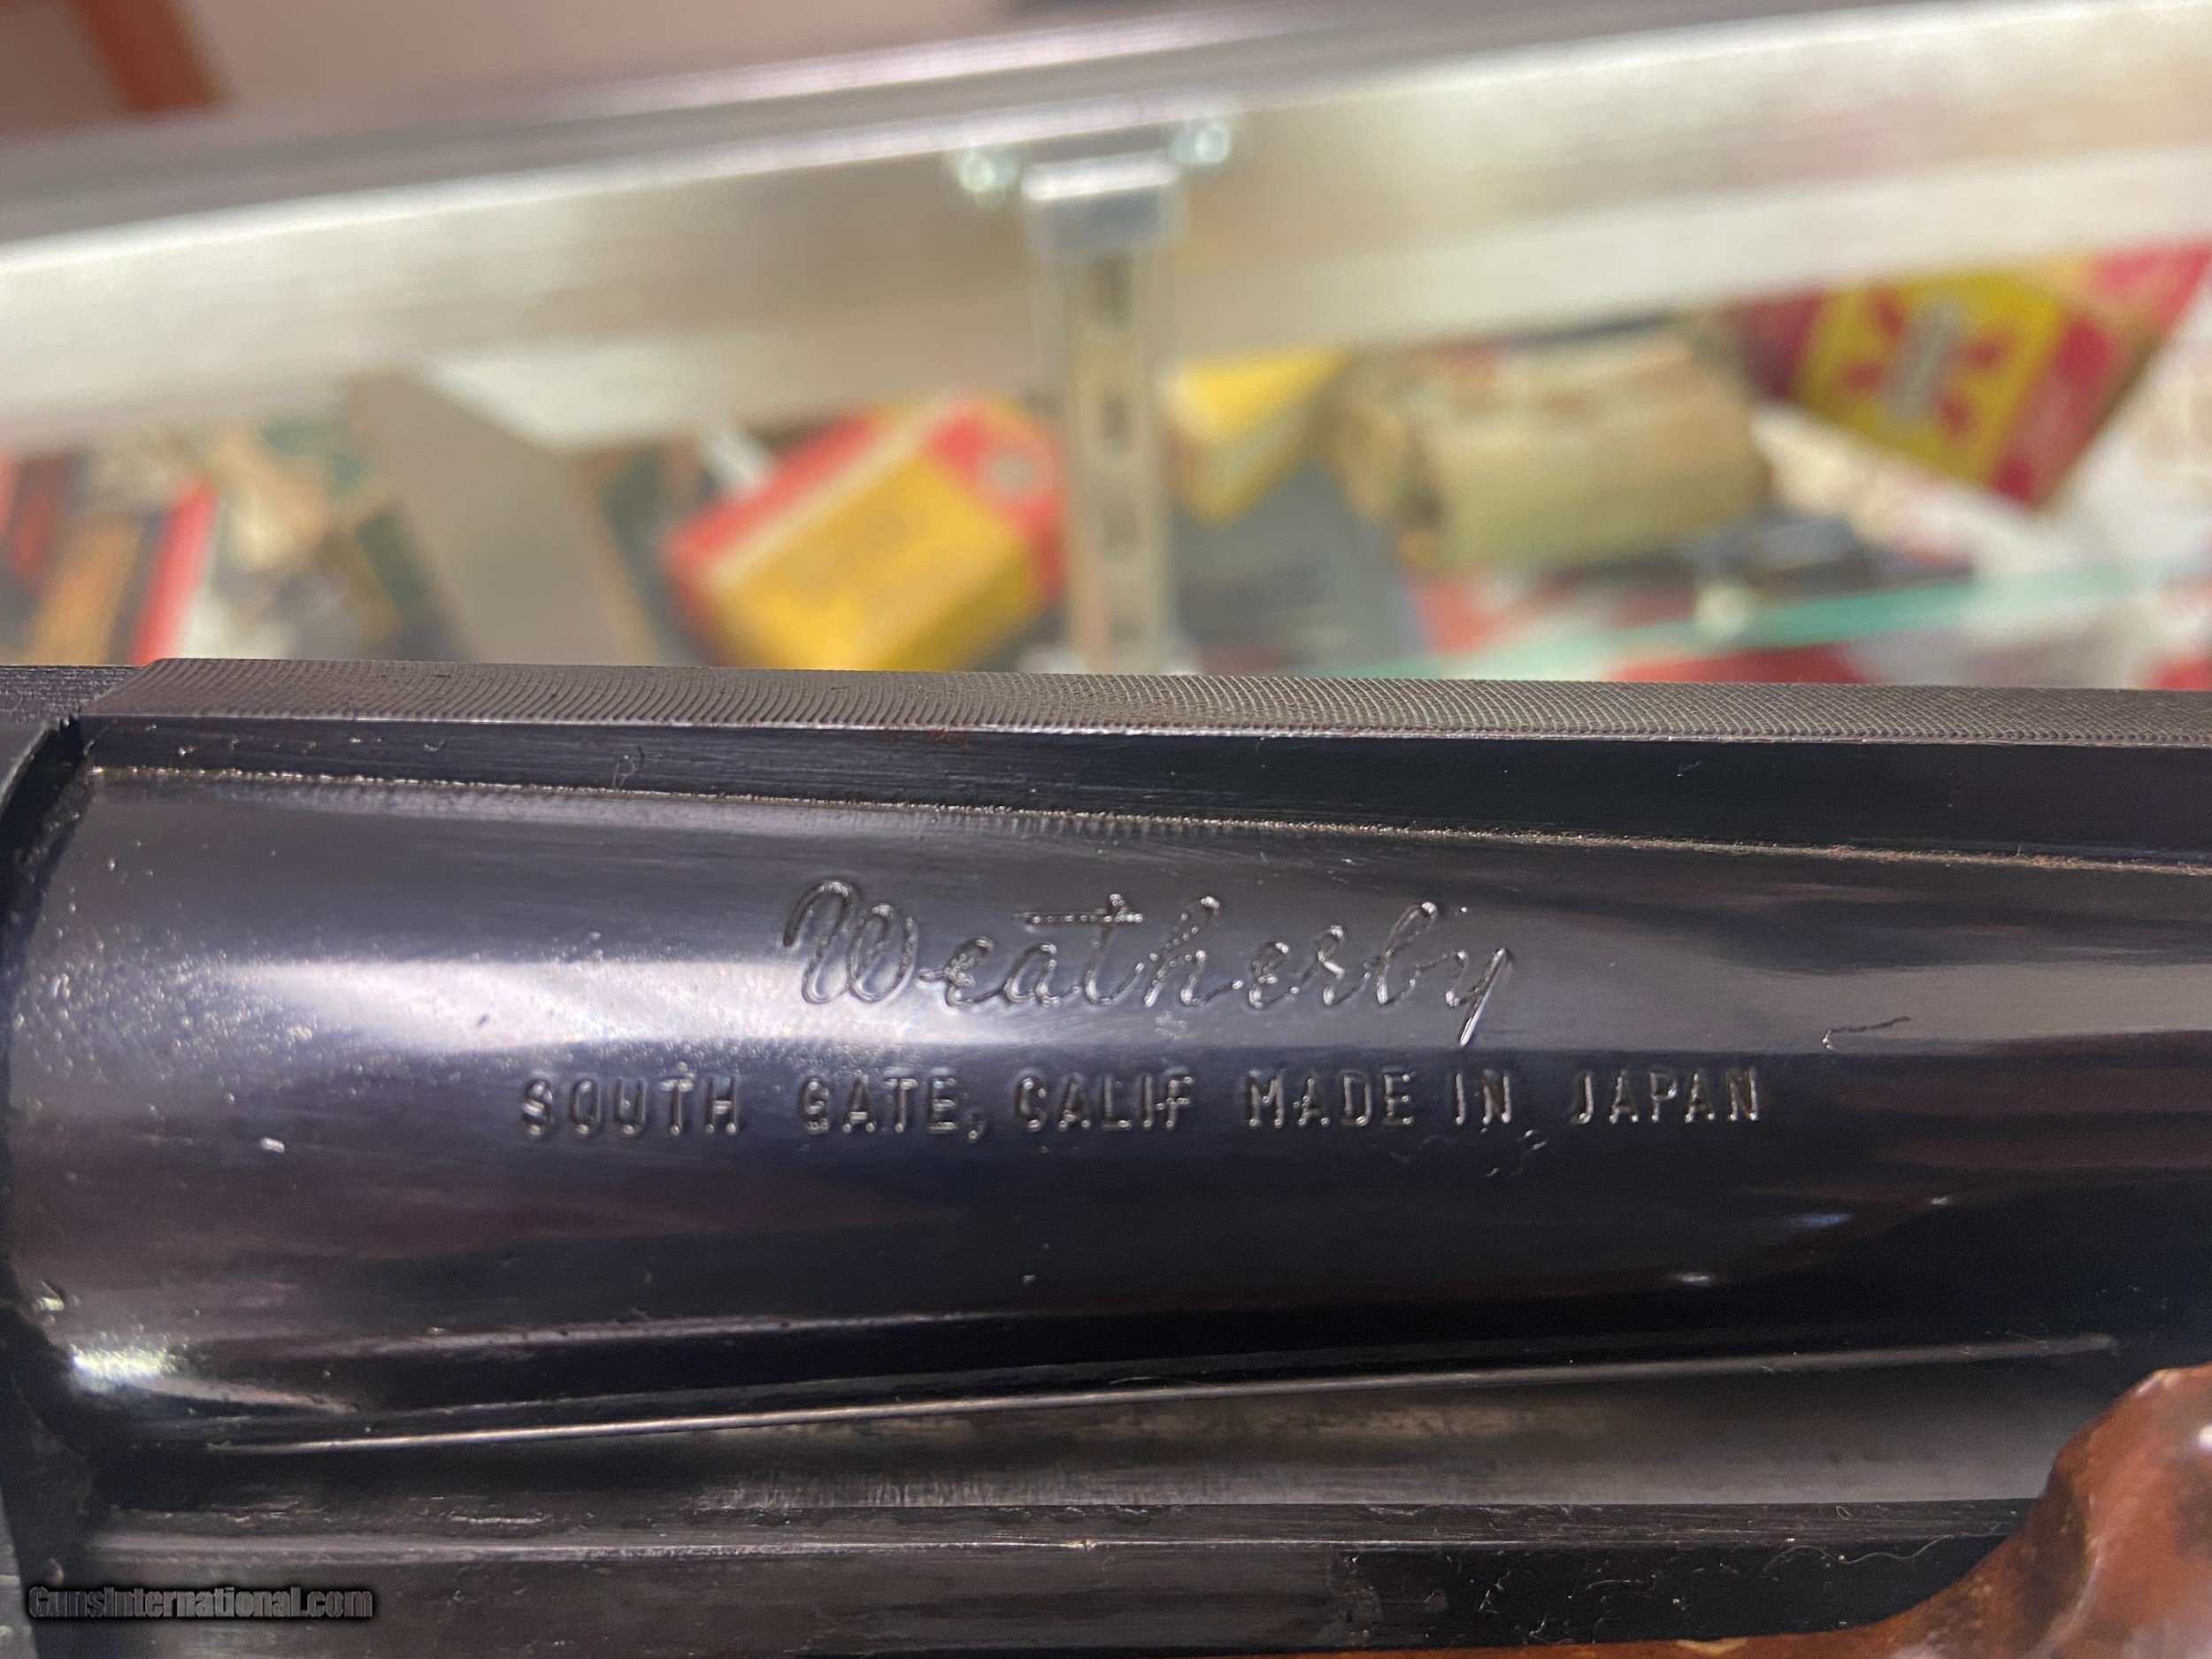 Weatherby
SOUTH GATE, CALIF MADE IN JAPAN
GunsInternational.com